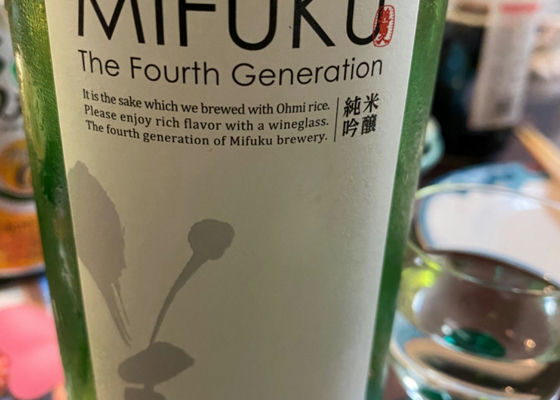 MIFUKU
The Fourth Generation
It is the sake which we brewed with Ohmi rice.
Please enjoy rich flavor with a wineglass.
The fourth generation of Mifuku brewery.
純米
吟醸